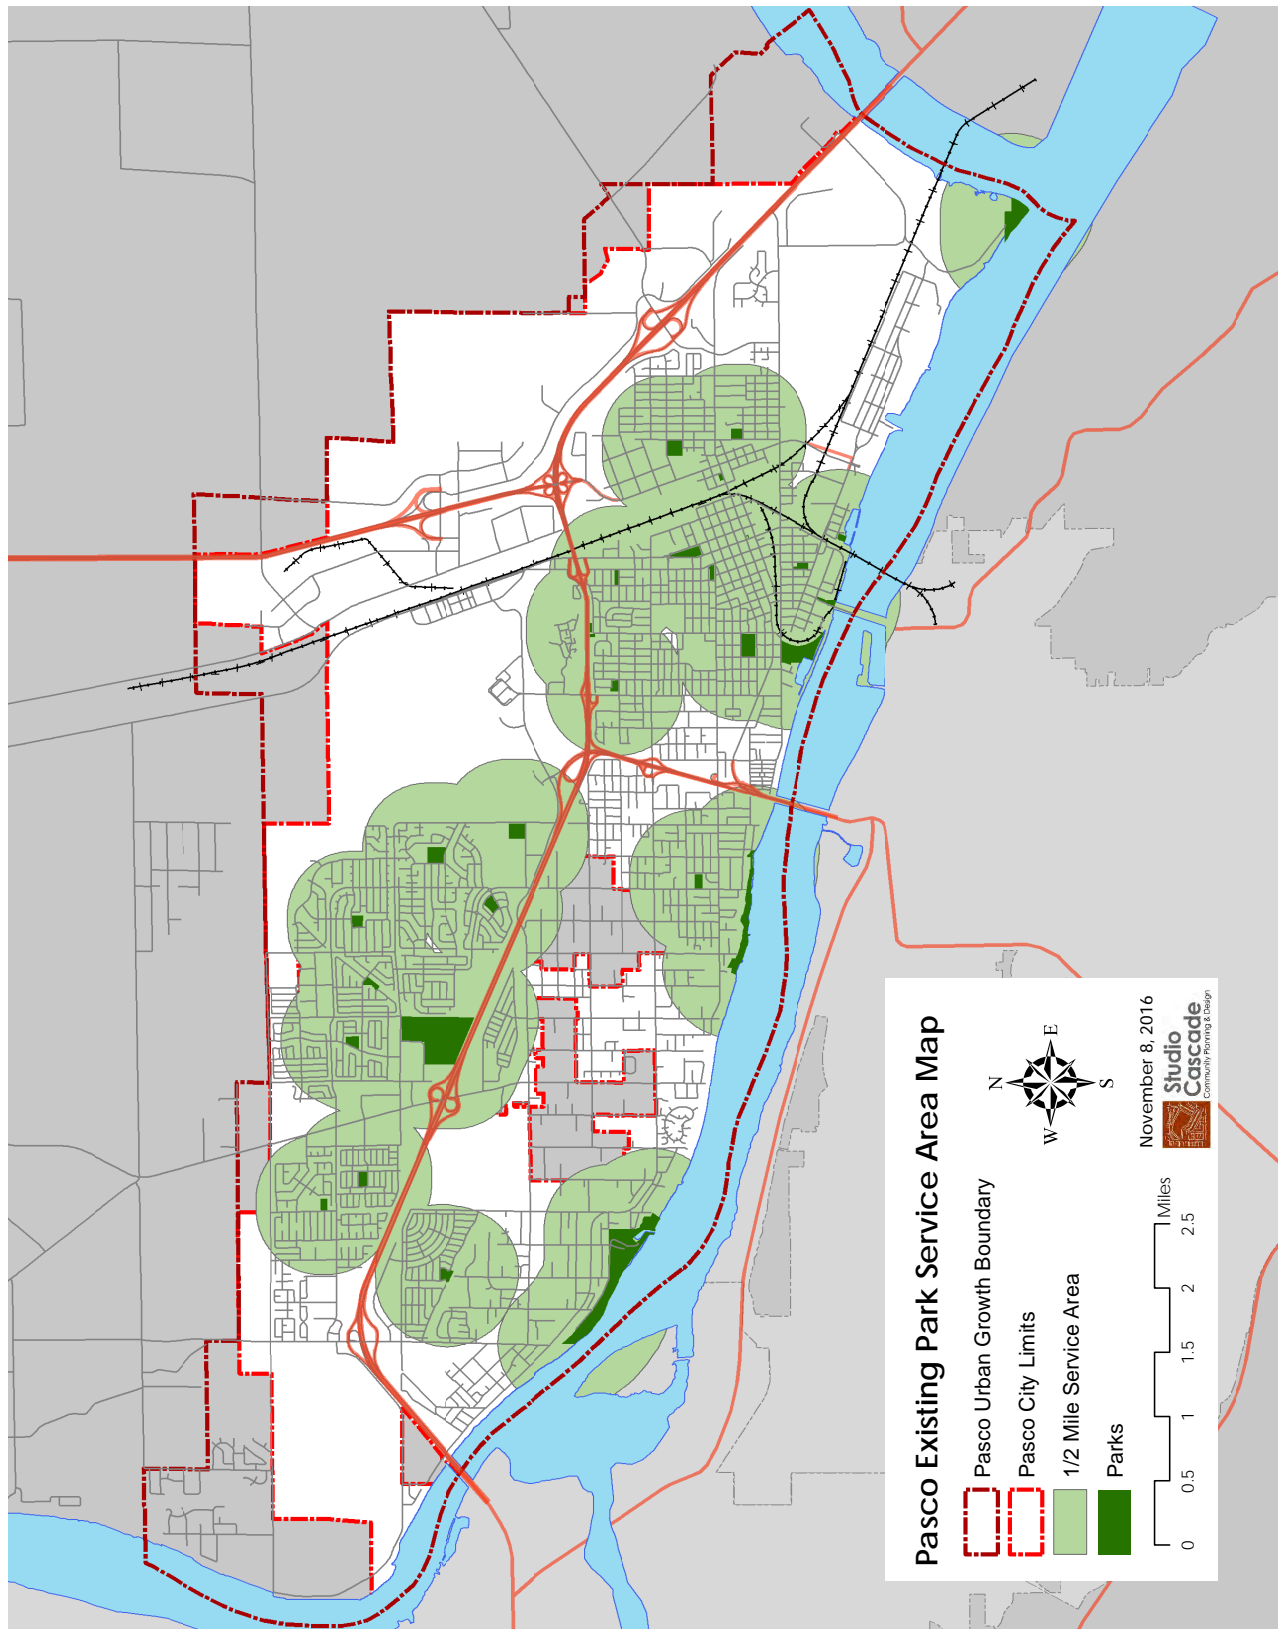 Pasco Existing Park Service Area Map
Pasco Urban Growth Boundary
Pasco City Limits
1/2 Mile Service Area
Parks
0 0.5 1 1.5 2 2.5
Miles
N
W E
S
November 8, 2016
Studio
Cascade
Community Planning & Design